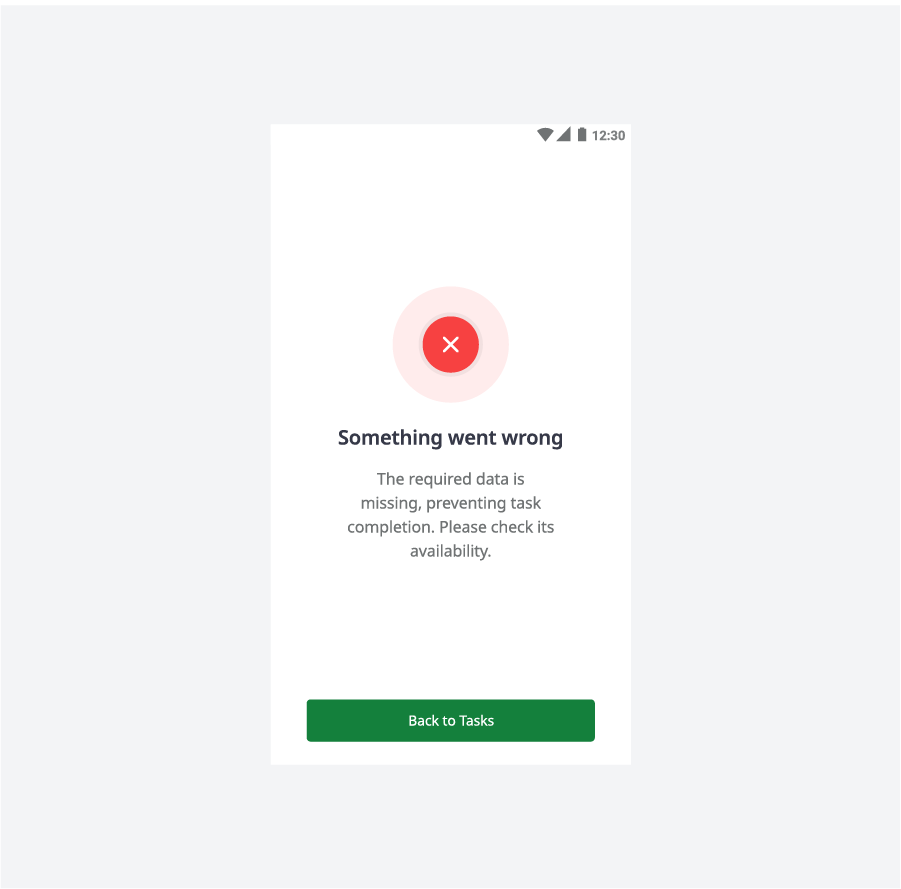 12:30
Something went wrong
The required data is
missing, preventing task
completion. Please check its
availability.
Back to Tasks